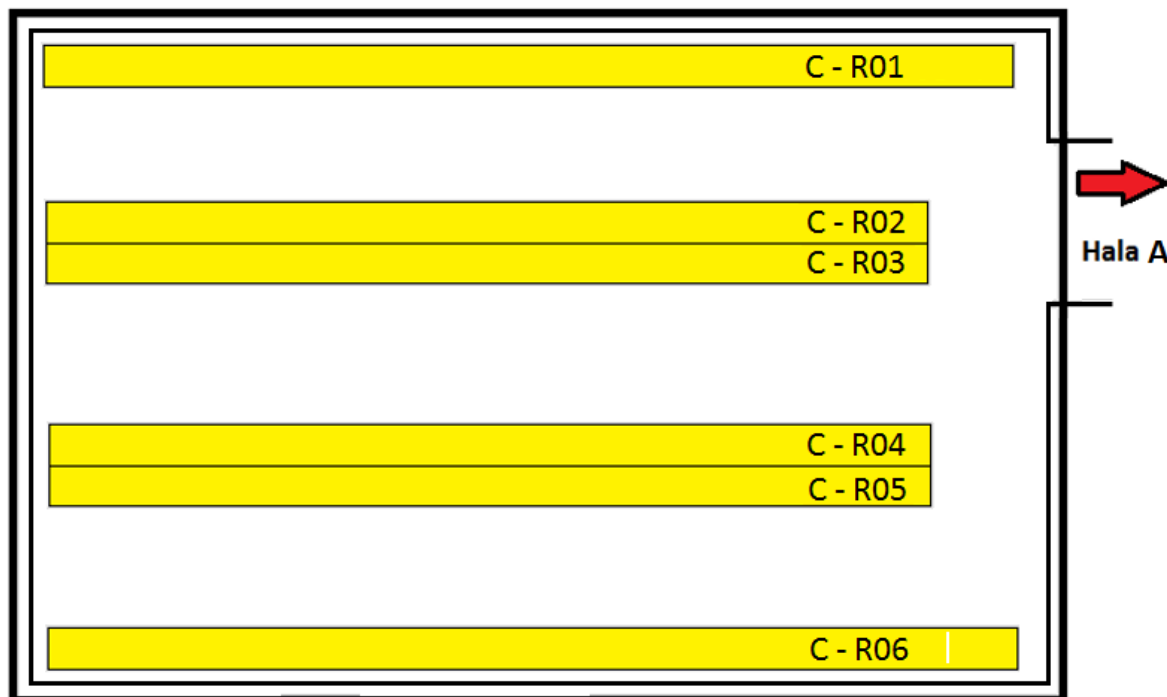 C - R01
C - R02
C - R03
Hala A
C - R04
C - R05
C - R06